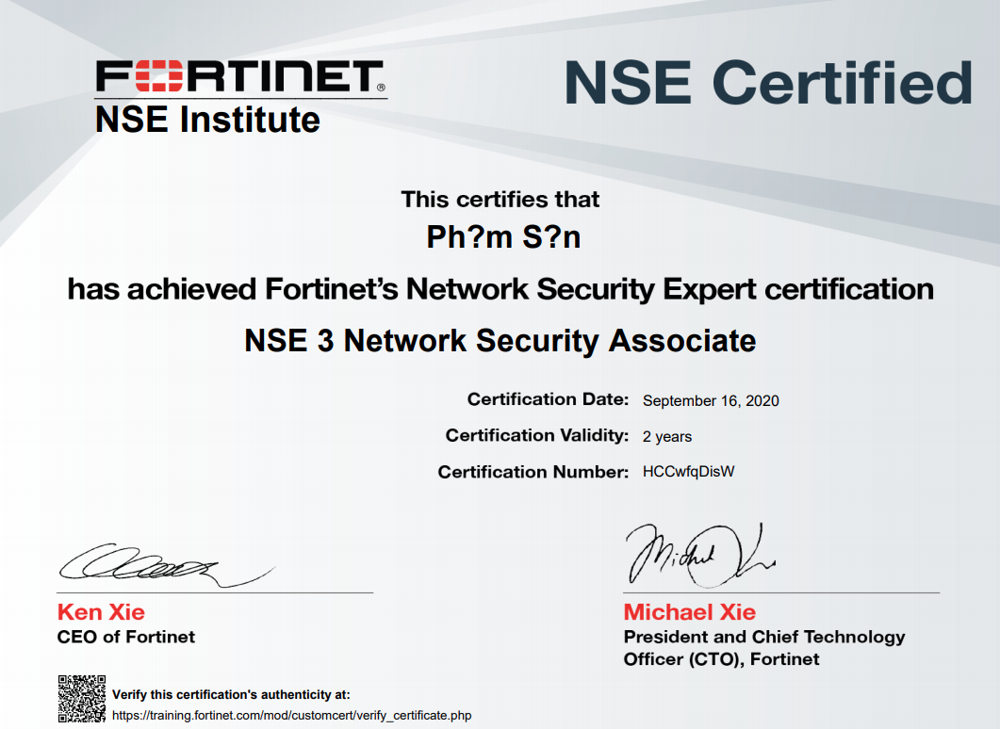 FORTINET®
NSE Institute
NSE Certified
This certifies that
Ph?m S?n
has achieved Fortinet's Network Security Expert certification
NSE 3 Network Security Associate
Certification Date: September 16, 2020
Certification Validity: 2 years
Certification Number: HCCwfqDisW
Ken Xie
CEO of Fortinet
Michael Xie
President and Chief Technology
Officer (CTO), Fortinet
Verify this certification's authenticity at:
https://training.fortinet.com/mod/customcert/verify_certificate.php